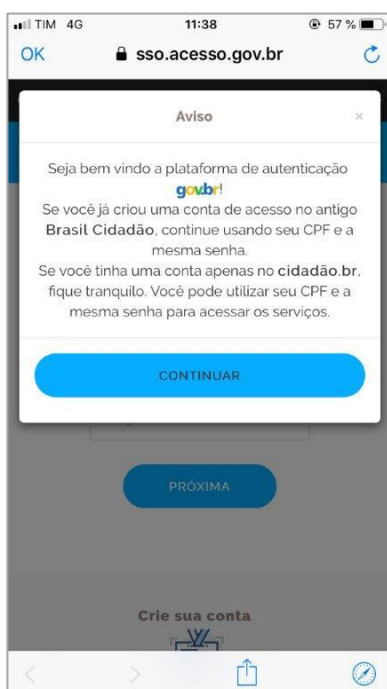 TIM 4G 11:38 57 %
OK sso.acesso.gov.br
Aviso ×
Seja bem vindo a plataforma de autenticação
gov.br!
Se você já criou uma conta de acesso no antigo
Brasil Cidadão, continue usando seu CPF e a
mesma senha.
Se você tinha uma conta apenas no cidadão.br,
fique tranquilo. Você pode utilizar seu CPF e a
mesma senha para acessar os serviços.
CONTINUAR
PRÓXIMA
Crie sua conta